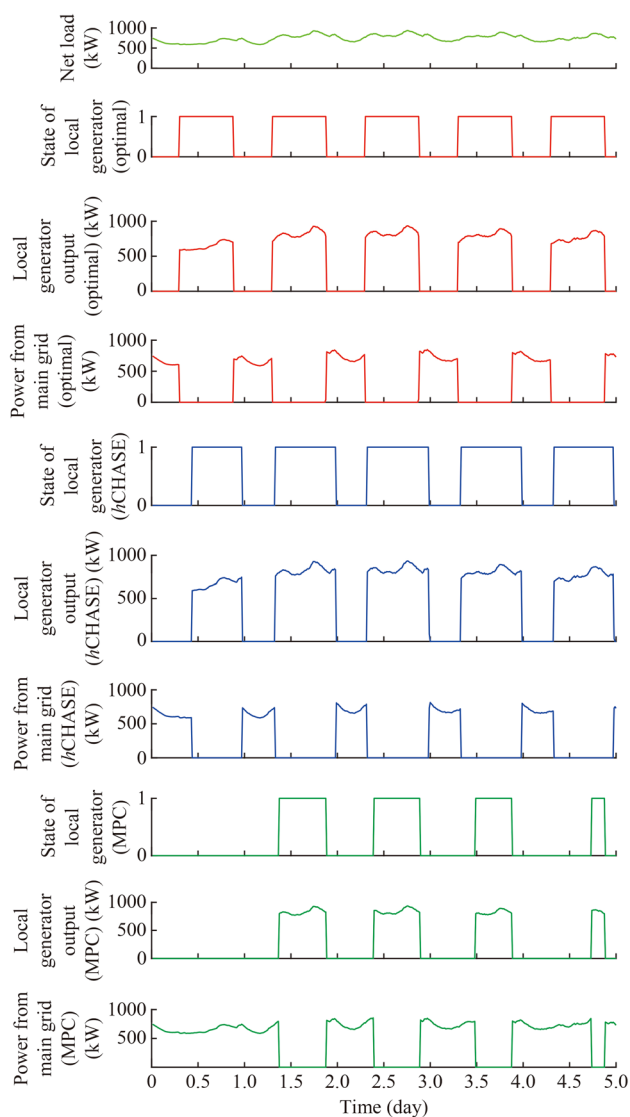 Net load
(kW)
1000
500
0
State of
local
generator
(optimal)
1
0
Local
generator
output
(optimal) (kW)
1000
500
0
Power from
main grid
(optimal)
(kW)
1000
500
0
State of
local
generator
(hCHASE)
1
0
Local
generator
output
(hCHASE) (kW)
1000
500
0
Power from
main grid
(hCHASE)
(kW)
1000
500
0
State of
local
generator
(MPC)
1
0
Local
generator
output
(MPC) (kW)
1000
500
0
Power from
main grid
(MPC)
(kW)
1000
500
0 0.5 1.0 1.5 2.0 2.5 3.0 3.5 4.0 4.5 5.0
Time (day)